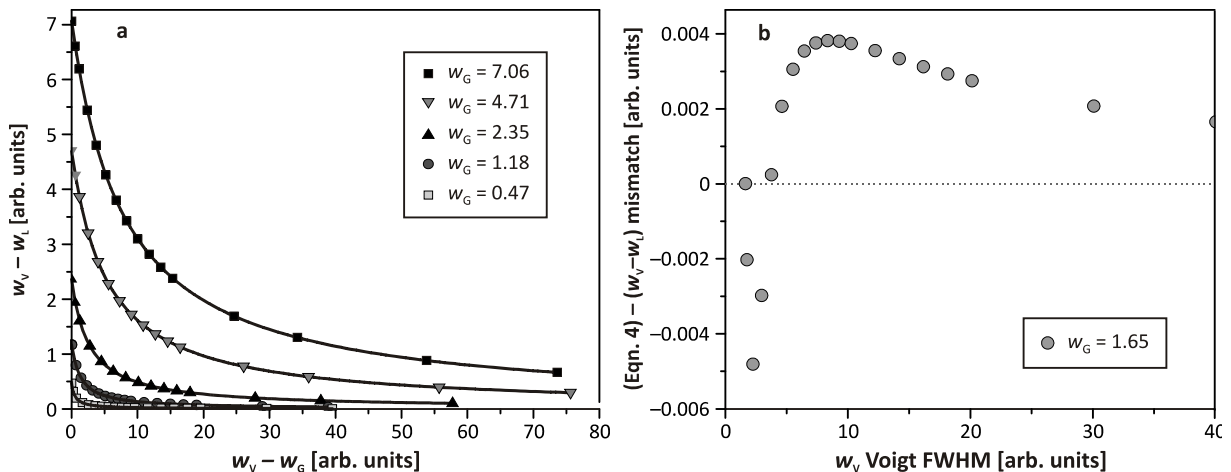 a
7
6
5
4
3
2
1
0
w_V – w_L [arb. units]
w_G = 7.06
w_G = 4.71
w_G = 2.35
w_G = 1.18
w_G = 0.47
0 10 20 30 40 50 60 70 80
w_V – w_G [arb. units]
b
0.004
0.002
0
–0.002
–0.004
–0.006
(Eqn. 4) – (w_V–w_L) mismatch [arb. units]
w_G = 1.65
0 10 20 30 40
w_V Voigt FWHM [arb. units]